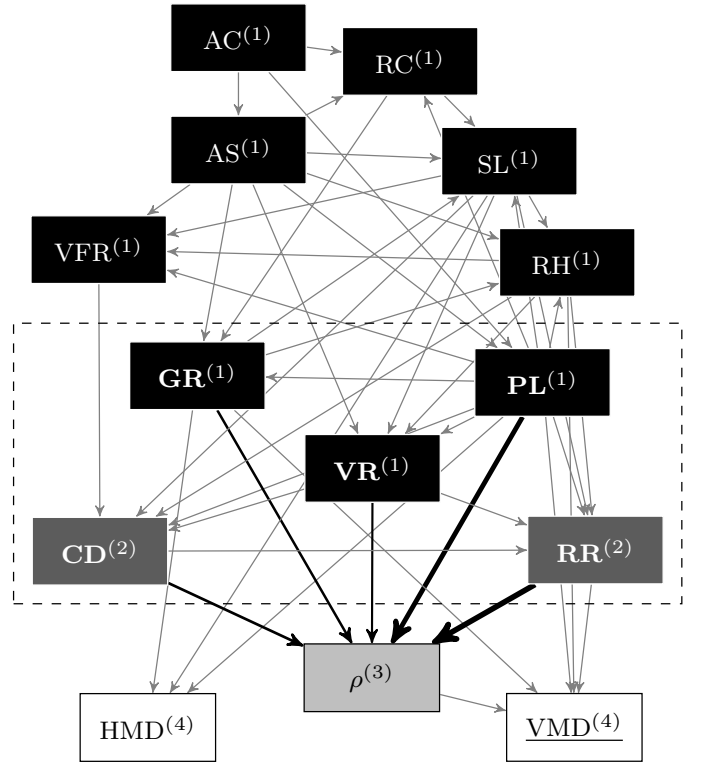 AC⁽¹⁾
RC⁽¹⁾
AS⁽¹⁾
SL⁽¹⁾
VFR⁽¹⁾
RH⁽¹⁾
GR⁽¹⁾
PL⁽¹⁾
VR⁽¹⁾
CD⁽²⁾
RR⁽²⁾
ρ⁽³⁾
HMD⁽⁴⁾
VMD⁽⁴⁾